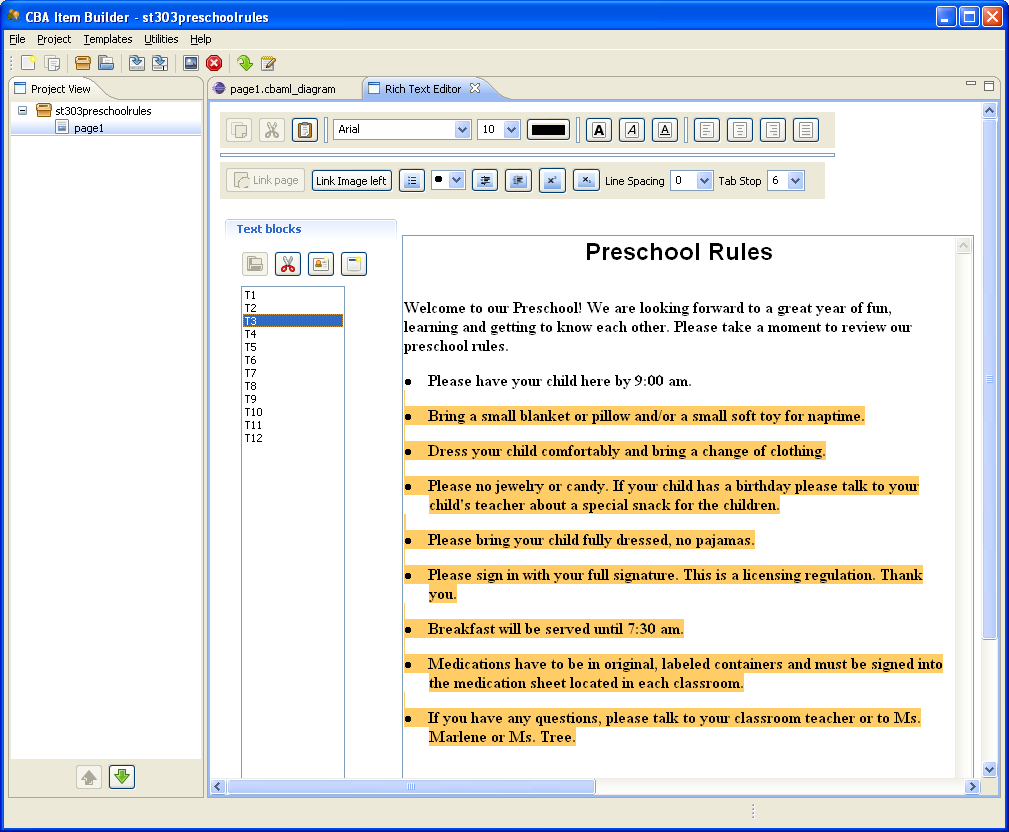 CBA Item Builder - st303preschoolrules
File Project Templates Utilities Help
Project View
page1.cbaml_diagram
Rich Text Editor
st303preschoolrules
page1
Arial
10
A A A
Link page
Link Image left
Line Spacing 0 Tab Stop 6
Text blocks
T1
T2
T3
T4
T5
T6
T7
T8
T9
T10
T11
T12
Preschool Rules
Welcome to our Preschool! We are looking forward to a great year of fun,
learning and getting to know each other. Please take a moment to review our
preschool rules.
● Please have your child here by 9:00 am.
● Bring a small blanket or pillow and/or a small soft toy for naptime.
● Dress your child comfortably and bring a change of clothing.
● Please no jewelry or candy. If your child has a birthday please talk to your
child's teacher about a special snack for the children.
● Please bring your child fully dressed, no pajamas.
● Please sign in with your full signature. This is a licensing regulation. Thank
you.
● Breakfast will be served until 7:30 am.
● Medications have to be in original, labeled containers and must be signed into
the medication sheet located in each classroom.
● If you have any questions, please talk to your classroom teacher or to Ms.
Marlene or Ms. Tree.